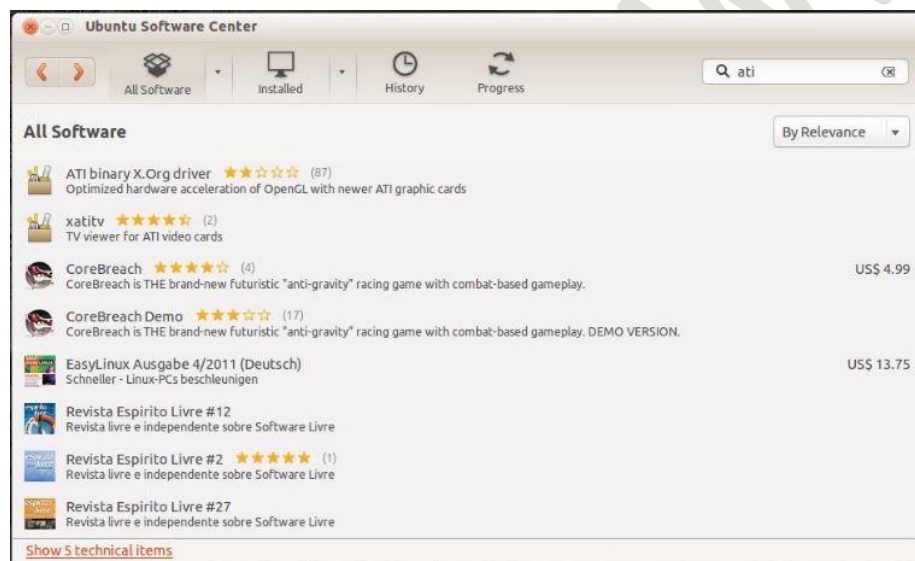 Ubuntu Software Center
All Software
Installed
History
Progress
ati
All Software
By Relevance
ATI binary X.Org driver (87)
Optimized hardware acceleration of OpenGL with newer ATI graphic cards
xatitv (2)
TV viewer for ATI video cards
CoreBreach (4) US$ 4.99
CoreBreach is THE brand-new futuristic "anti-gravity" racing game with combat-based gameplay.
CoreBreach Demo (17)
CoreBreach is THE brand-new futuristic "anti-gravity" racing game with combat-based gameplay. DEMO VERSION.
EasyLinux Ausgabe 4/2011 (Deutsch) US$ 13.75
Schneller - Linux-PCs beschleunigen
Revista Espirito Livre #12
Revista livre e independente sobre Software Livre
Revista Espirito Livre #2 (1)
Revista livre e independente sobre Software Livre
Revista Espirito Livre #27
Revista livre e independente sobre Software Livre
Show 5 technical items